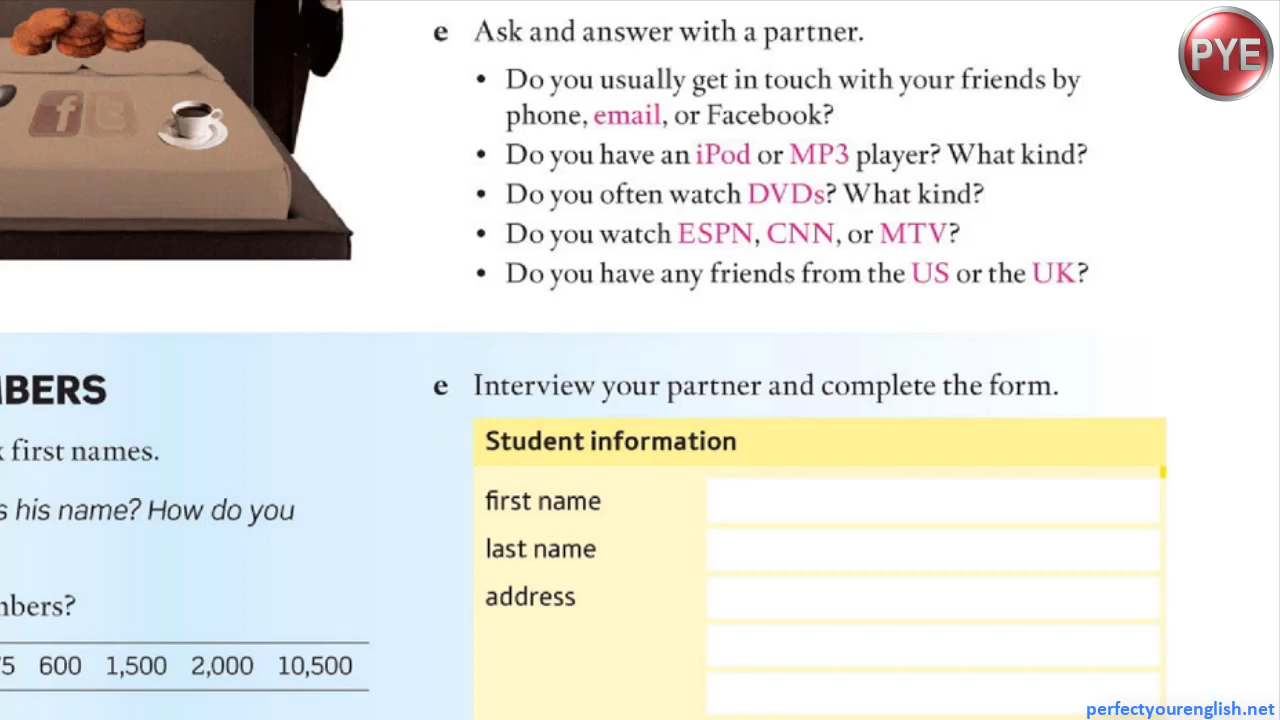 e Ask and answer with a partner.
• Do you usually get in touch with your friends by
phone, email, or Facebook?
• Do you have an iPod or MP3 player? What kind?
• Do you often watch DVDs? What kind?
• Do you watch ESPN, CNN, or MTV?
• Do you have any friends from the US or the UK?
PYE
f t
MBERS
first names.
s his name? How do you
mbers?
75 600 1,500 2,000 10,500
e Interview your partner and complete the form.
Student information
first name
last name
address
perfectyourenglish.net